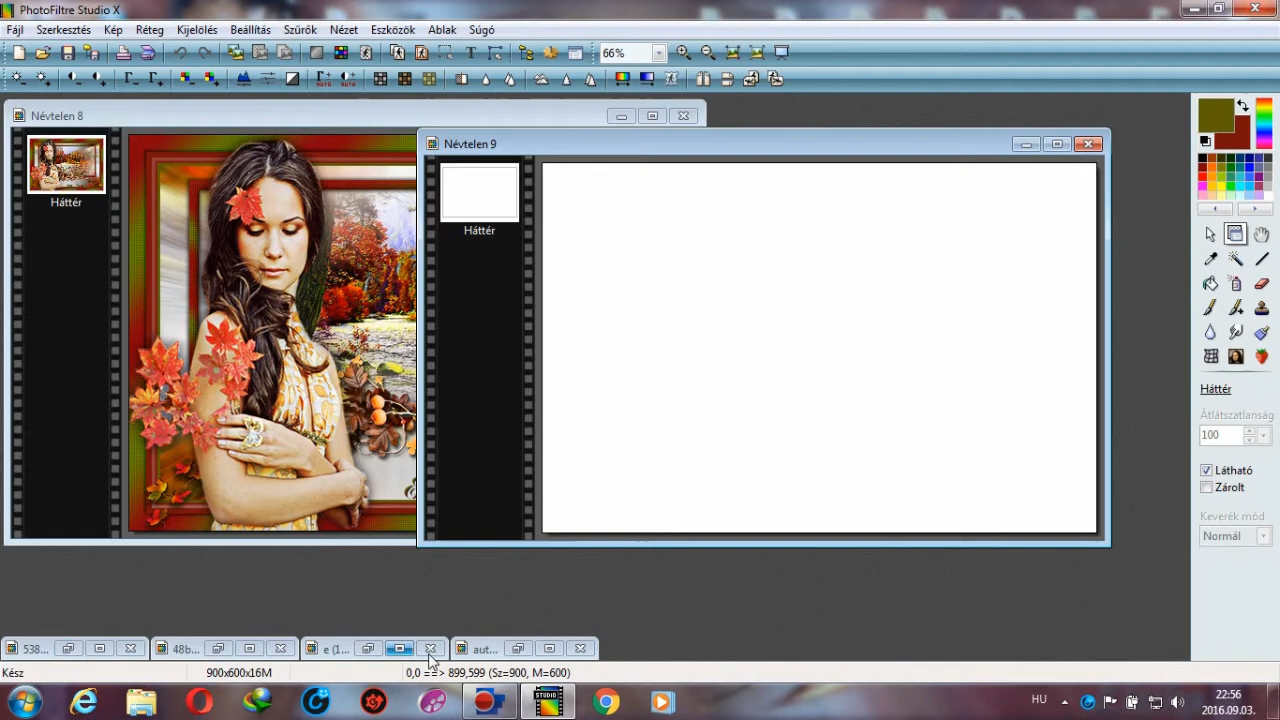 PhotoFiltre Studio X
Fájl Szerkesztés Kép Réteg Kijelölés Beállítás Szűrők Nézet Eszközök Ablak Súgó
66%
Névtelen 8
Háttér
Névtelen 9
Háttér
Háttér
Átlátszatlanság
100
Látható
Zárolt
Keverék mód
Normál
538... 48b... e (1... aut...
Kész 900x600x16M 0,0 ==> 899,599 (Sz=900, M=600)
STUDIO
HU
22:56
2016.09.03.